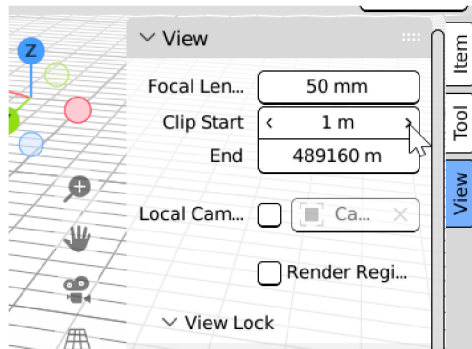 View
Z
Y
Focal Len...
50 mm
Clip Start
1 m
End
489160 m
Local Cam...
Ca...
Render Regi...
View Lock
Item
Tool
View